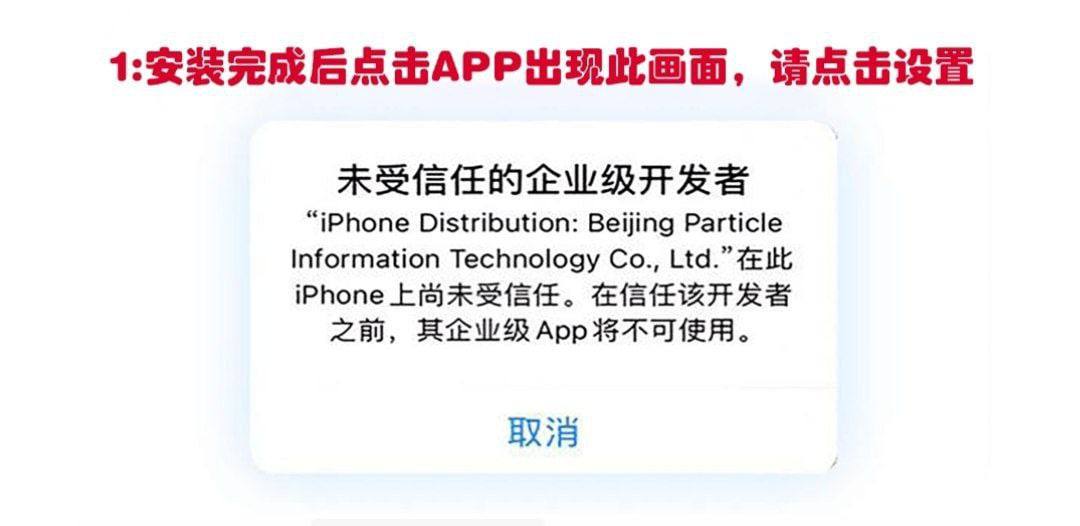 1:安装完成后点击APP出现此画面，请点击设置
未受信任的企业级开发者
“iPhone Distribution: Beijing Particle
Information Technology Co., Ltd.”在此
iPhone上尚未受信任。在信任该开发者
之前，其企业级App将不可使用。
取消